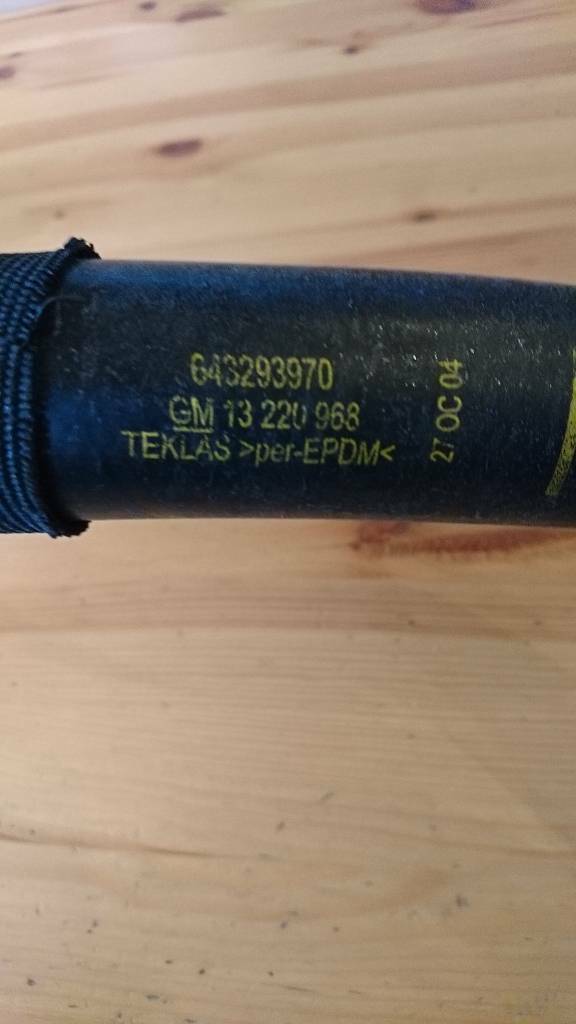 643293970
GM 13 220 968
TEKLAS >per-EPDM<
27 OC 04